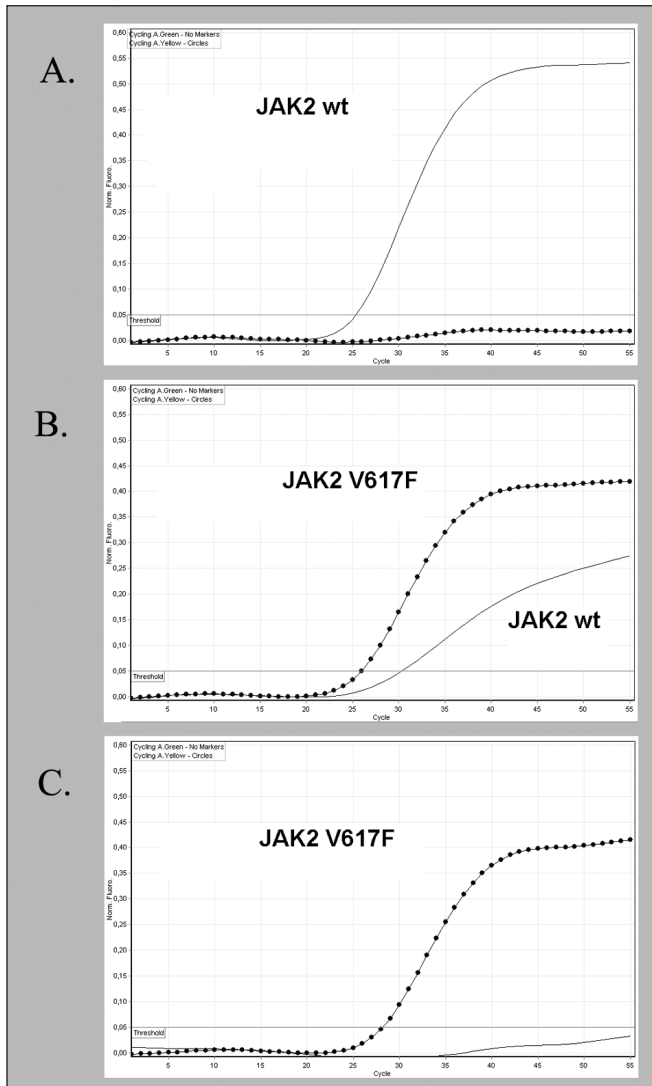 A.
Cycling A.Green - No Markers
Cycling A.Yellow - Circles
JAK2 wt
Norm. Fluoro.
0,60
0,55
0,50
0,45
0,40
0,35
0,30
0,25
0,20
0,15
0,10
0,05
0,00
Threshold
5 10 15 20 25 30 35 40 45 50 55
Cycle
B.
Cycling A.Green - No Markers
Cycling A.Yellow - Circles
JAK2 V617F
JAK2 wt
Norm. Fluoro.
0,60
0,55
0,50
0,45
0,40
0,35
0,30
0,25
0,20
0,15
0,10
0,05
0,00
Threshold
5 10 15 20 25 30 35 40 45 50 55
Cycle
C.
Cycling A.Green - No Markers
Cycling A.Yellow - Circles
JAK2 V617F
Norm. Fluoro.
0,60
0,55
0,50
0,45
0,40
0,35
0,30
0,25
0,20
0,15
0,10
0,05
0,00
Threshold
5 10 15 20 25 30 35 40 45 50 55
Cycle